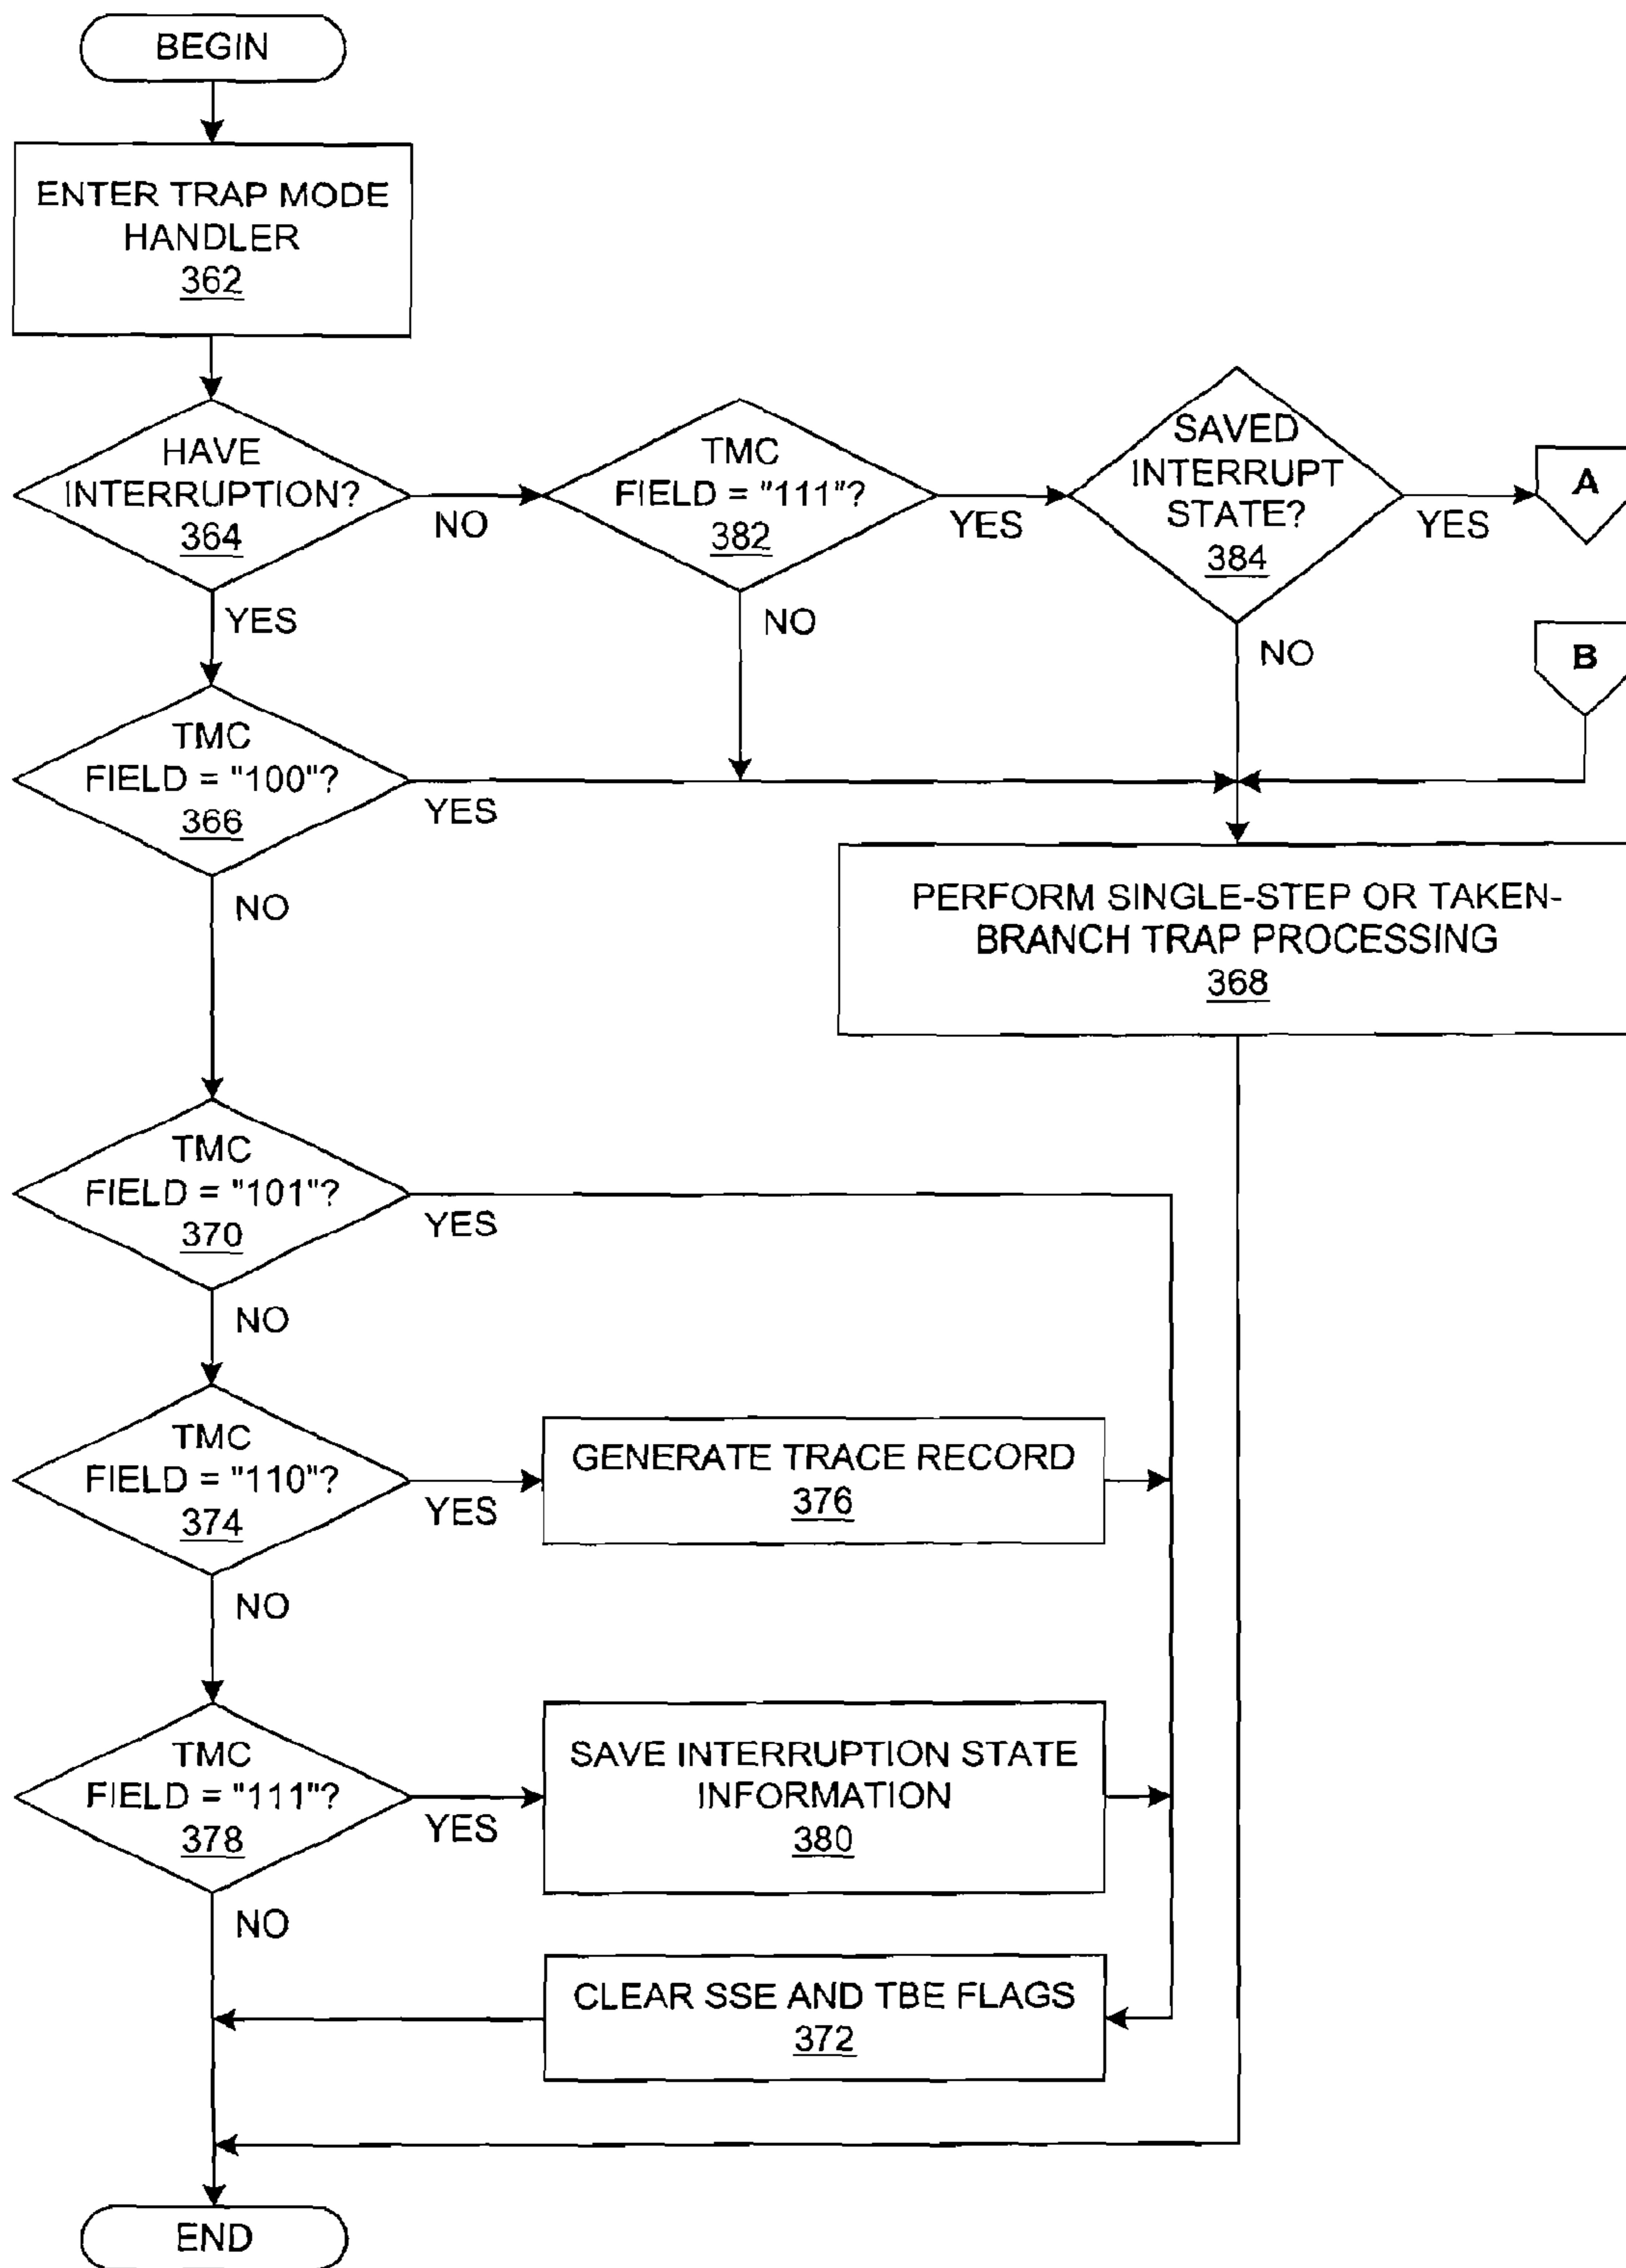 BEGIN
ENTER TRAP MODE
HANDLER
362
HAVE
INTERRUPTION?
364
NO
YES
TMC
FIELD = "111"?
382
YES
NO
SAVED
INTERRUPT
STATE?
384
YES
NO
A
B
TMC
FIELD = "100"?
366
YES
NO
PERFORM SINGLE-STEP OR TAKEN-
BRANCH TRAP PROCESSING
368
TMC
FIELD = "101"?
370
YES
NO
TMC
FIELD = "110"?
374
YES
NO
GENERATE TRACE RECORD
376
TMC
FIELD = "111"?
378
YES
NO
SAVE INTERRUPTION STATE
INFORMATION
380
CLEAR SSE AND TBE FLAGS
372
END